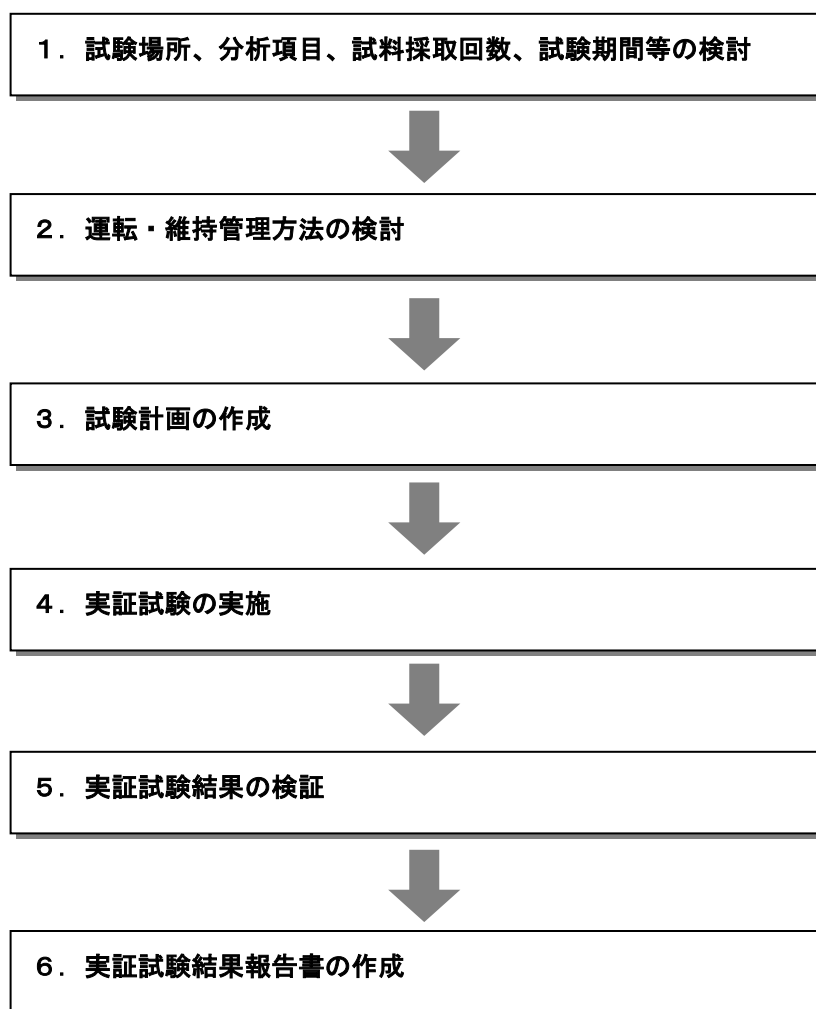 １．試験場所、分析項目、試料採取回数、試験期間等の検討
２．運転・維持管理方法の検討
３．試験計画の作成
４．実証試験の実施
５．実証試験結果の検証
６．実証試験結果報告書の作成